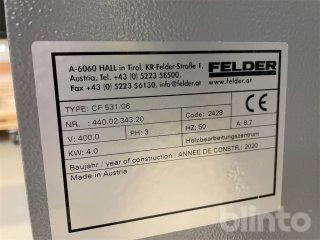 A-6060 HALL in Tirol, KR-Felder-Straße 1,
Austria, Tel. +43 (0) 5223 58500,
Fax +43 (0) 5223 56130, info@felder.at
FELDER
www.felder.at
TYPE: CF 531 06
NR. : 440.02.343.20 Code: 2428
V: 400.0 PH: 3 HZ: 50 A: 8.7
KW: 4.0 Holzbearbeitungszentrum
Baujahr / year of construction / ANNEE DE CONSTR.: 2020
Made in Austria
CE
blinto